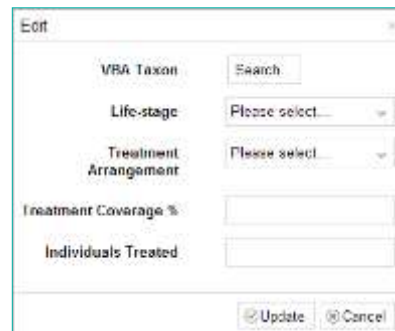 Edit
VBA Taxon Search
Life-stage Please select...
Treatment Please select...
Arrangement
Treatment Coverage %
Individuals Treated
Update Cancel